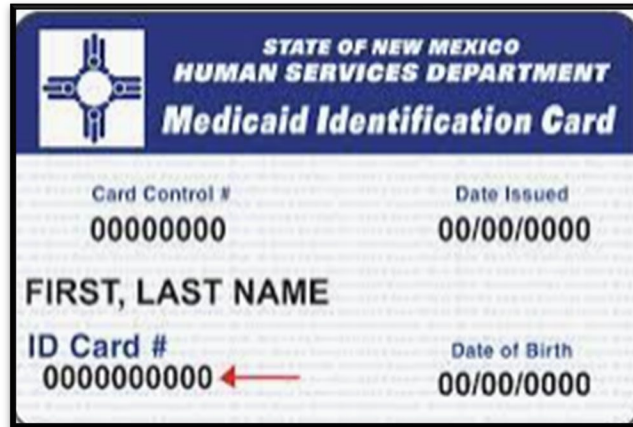 STATE OF NEW MEXICO
HUMAN SERVICES DEPARTMENT
Medicaid Identification Card
Card Control # Date Issued
00000000 00/00/0000
FIRST, LAST NAME
ID Card # Date of Birth
0000000000 00/00/0000